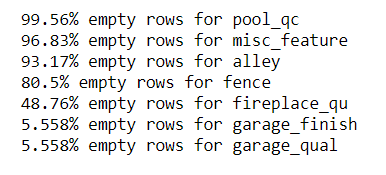 99.56% empty rows for pool_qc
96.83% empty rows for misc_feature
93.17% empty rows for alley
80.5% empty rows for fence
48.76% empty rows for fireplace_qu
5.558% empty rows for garage_finish
5.558% empty rows for garage_qual